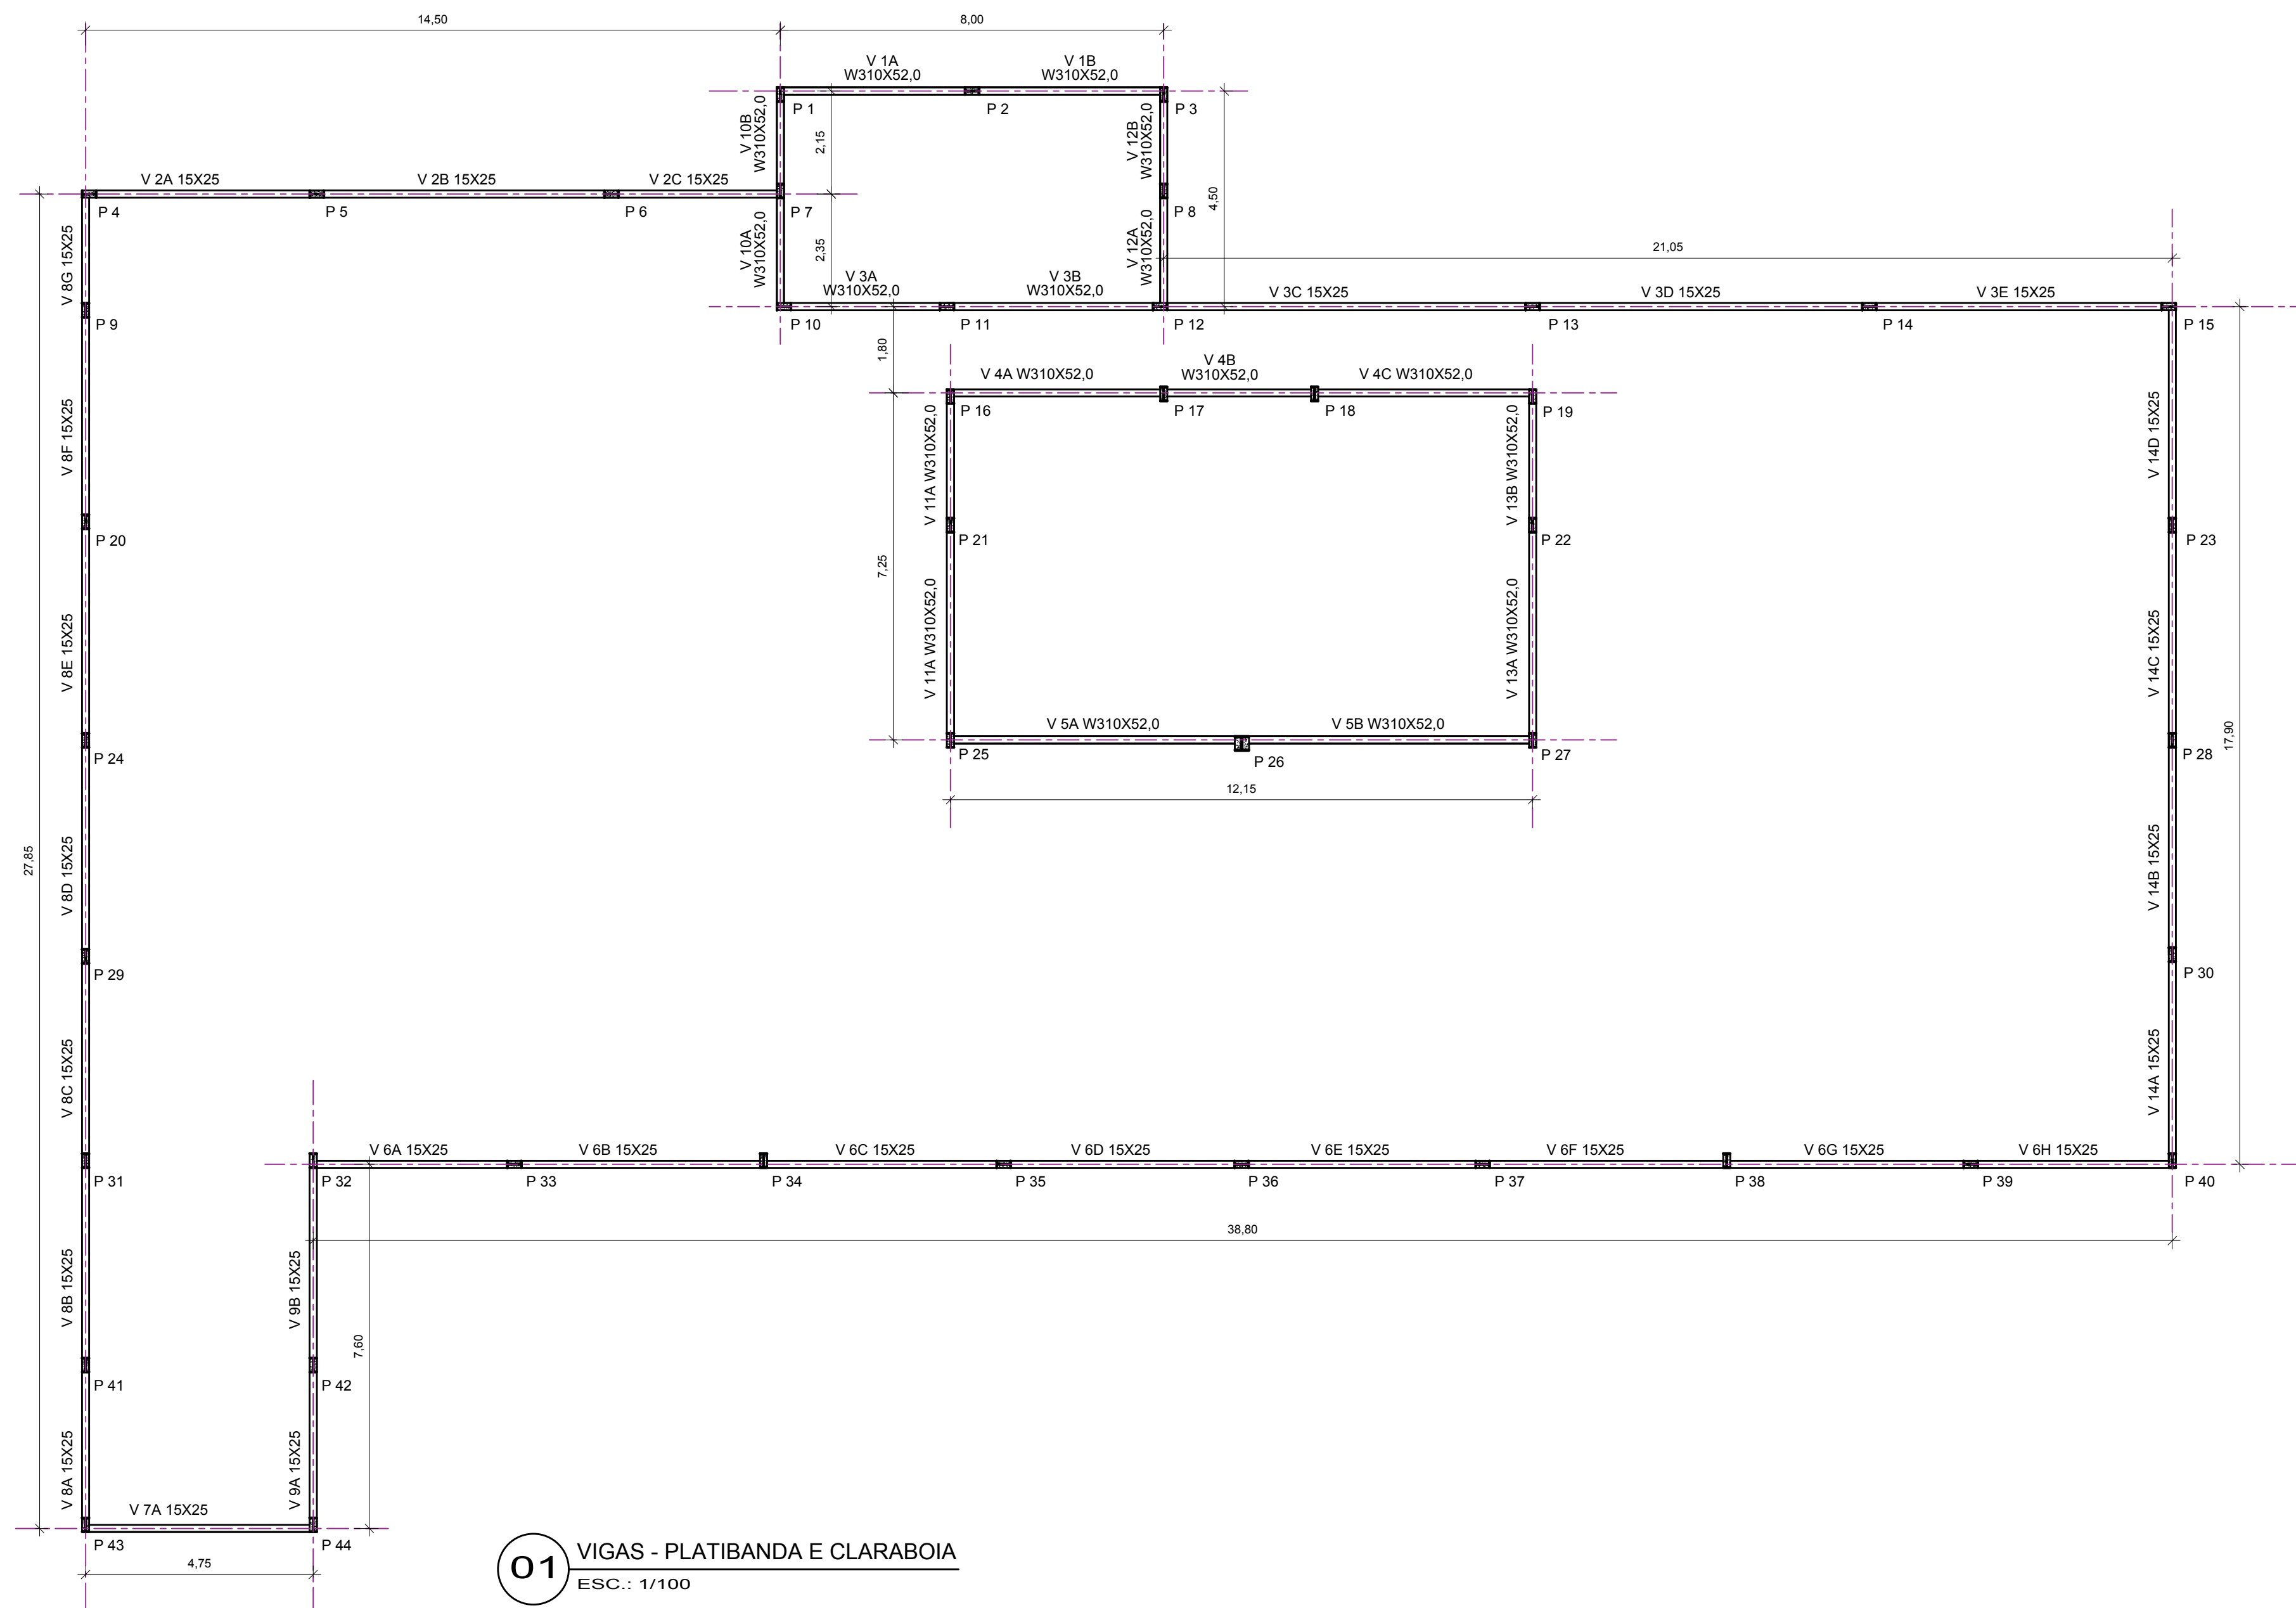 14,50
8,00
V 1A
W310X52,0
V 1B
W310X52,0
P 1
P 2
P 3
V 10B
W310X52,0
2,15
V 12B
W310X52,0
4,50
V 2A 15X25
V 2B 15X25
V 2C 15X25
P 4
P 5
P 6
P 7
P 8
V 8G 15X25
V 10A
W310X52,0
2,35
V 12A
W310X52,0
21,05
V 3A
W310X52,0
V 3B
W310X52,0
V 3C 15X25
V 3D 15X25
V 3E 15X25
P 9
P 10
P 11
P 12
P 13
P 14
P 15
1,80
V 4A W310X52,0
V 4B
W310X52,0
V 4C W310X52,0
P 16
P 17
P 18
P 19
V 8F 15X25
V 11A W310X52,0
V 13B W310X52,0
V 14D 15X25
P 20
P 21
P 22
P 23
7,25
V 8E 15X25
V 11A W310X52,0
V 13A W310X52,0
V 14C 15X25
V 5A W310X52,0
V 5B W310X52,0
17,90
P 24
P 25
P 26
P 27
P 28
12,15
27,85
V 8D 15X25
V 14B 15X25
P 29
P 30
V 8C 15X25
V 14A 15X25
V 6A 15X25
V 6B 15X25
V 6C 15X25
V 6D 15X25
V 6E 15X25
V 6F 15X25
V 6G 15X25
V 6H 15X25
P 31
P 32
P 33
P 34
P 35
P 36
P 37
P 38
P 39
P 40
38,80
V 8B 15X25
V 9B 15X25
7,60
P 41
P 42
V 8A 15X25
V 9A 15X25
V 7A 15X25
P 43
P 44
4,75
01
VIGAS - PLATIBANDA E CLARABOIA
ESC.: 1/100